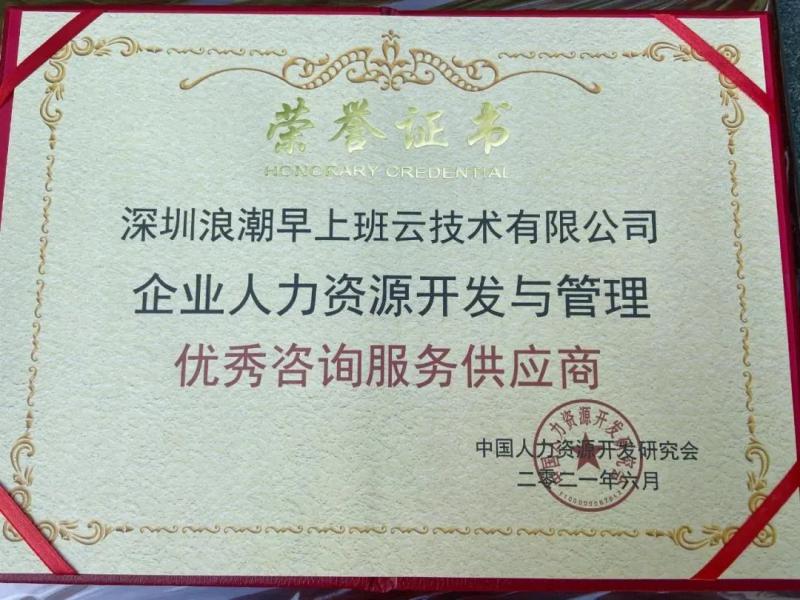 荣誉证书
HONORARY CREDENTIAL
深圳浪潮早上班云技术有限公司
企业人力资源开发与管理
优秀咨询服务供应商
中国人力资源开发研究会
二零二一年六月